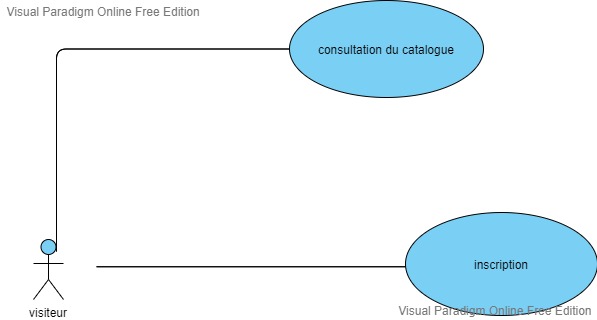 Visual Paradigm Online Free Edition
consultation du catalogue
inscription
visiteur
Visual Paradigm Online Free Edition